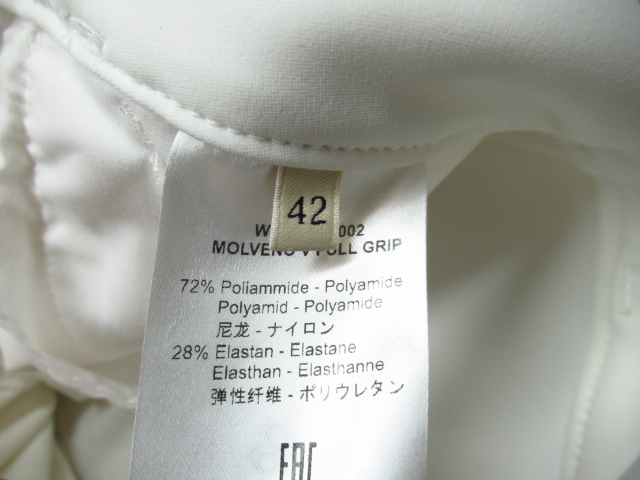 42
W 002
MOLVENO FULL GRIP
72% Poliammide - Polyamide
Polyamid - Polyamide
尼龙 - ナイロン
28% Elastan - Elastane
Elasthan - Elasthanne
弹性纤维 - ポリウレタン
EAC